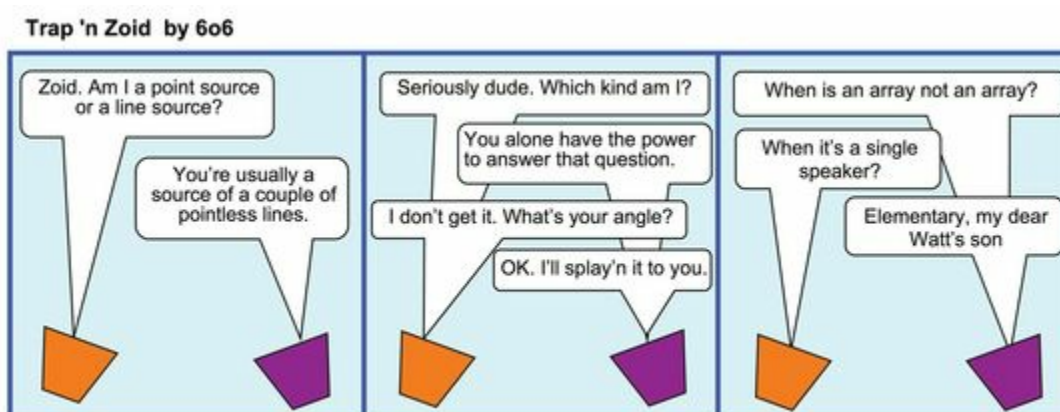 Trap 'n Zoid by 6o6
Zoid. Am I a point source
or a line source?
You're usually a
source of a couple of
pointless lines.
Seriously dude. Which kind am I?
You alone have the power
to answer that question.
I don't get it. What's your angle?
OK. I'll splay'n it to you.
When is an array not an array?
When it's a single
speaker?
Elementary, my dear
Watt's son